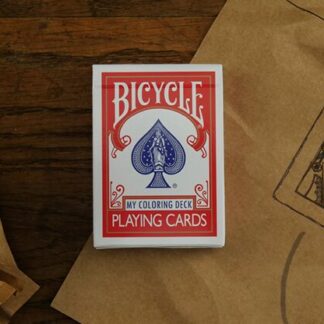 BICYCLE
®
MY COLORING DECK
PLAYING CARDS